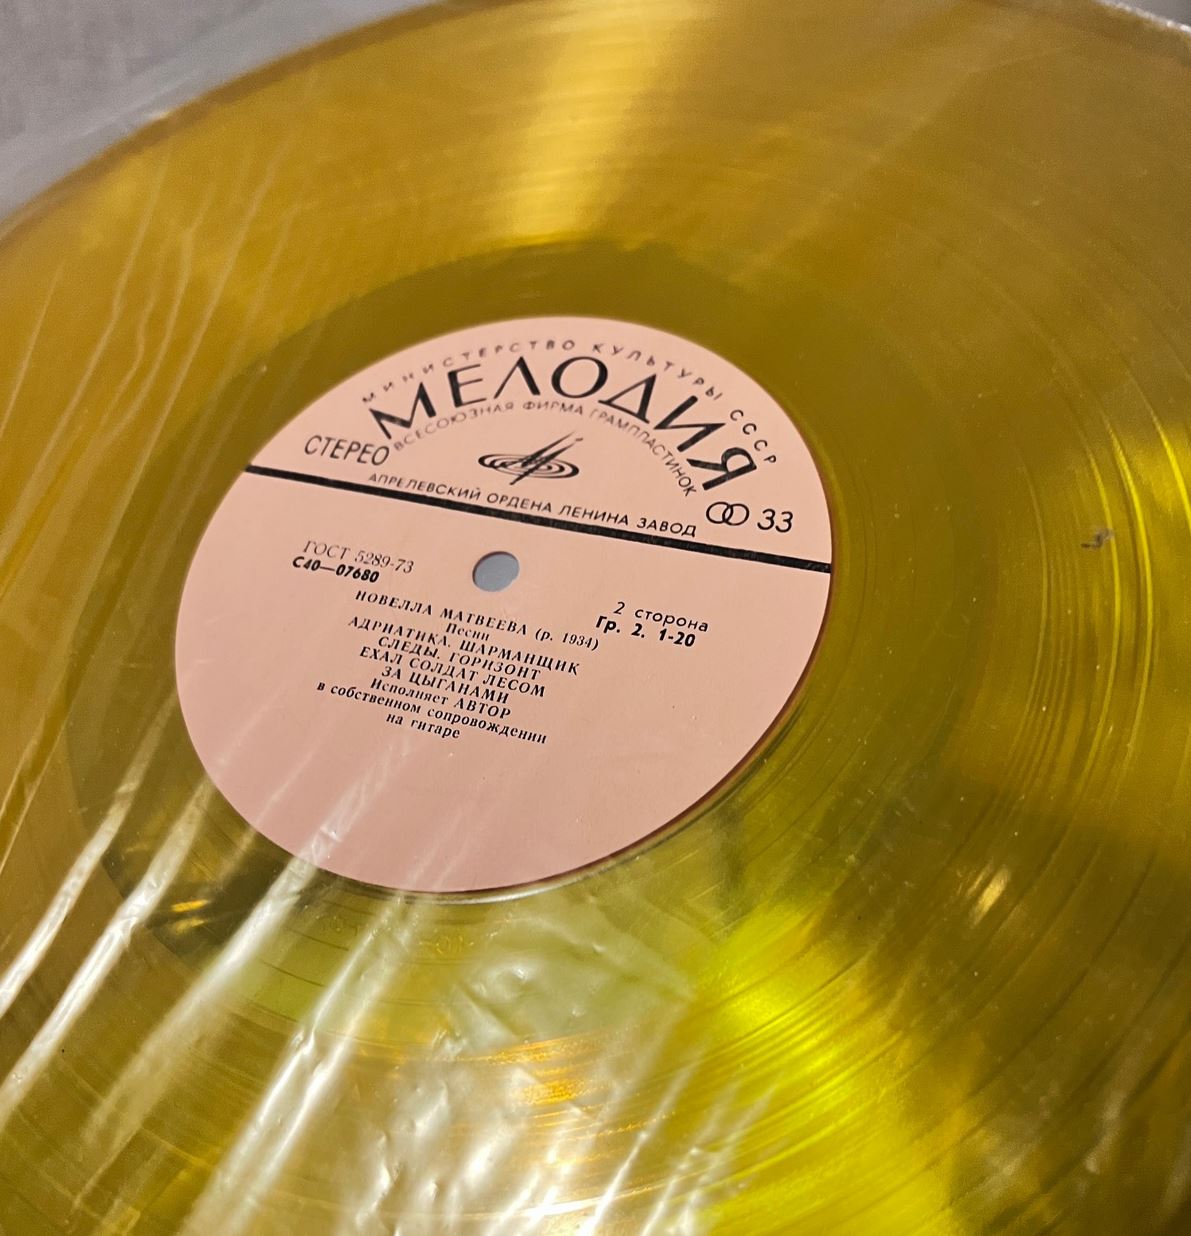 МИНИСТЕРСТВО КУЛЬТУРЫ СССР
МЕЛОДИЯ
ВСЕСОЮЗНАЯ ФИРМА ГРАМПЛАСТИНОК
СТЕРЕО
АПРЕЛЕВСКИЙ ОРДЕНА ЛЕНИНА ЗАВОД
33
ГОСТ 5289-73
С40—07680
2 сторона
Гр. 2. 1-20
НОВЕЛЛА МАТВЕЕВА (р. 1934)
Песни
АДРИАТИКА. ШАРМАНЩИК
СЛЕДЫ. ГОРИЗОНТ
ЕХАЛ СОЛДАТ ЛЕСОМ
ЗА ЦЫГАНАМИ
Исполняет АВТОР
в собственном сопровождении
на гитаре